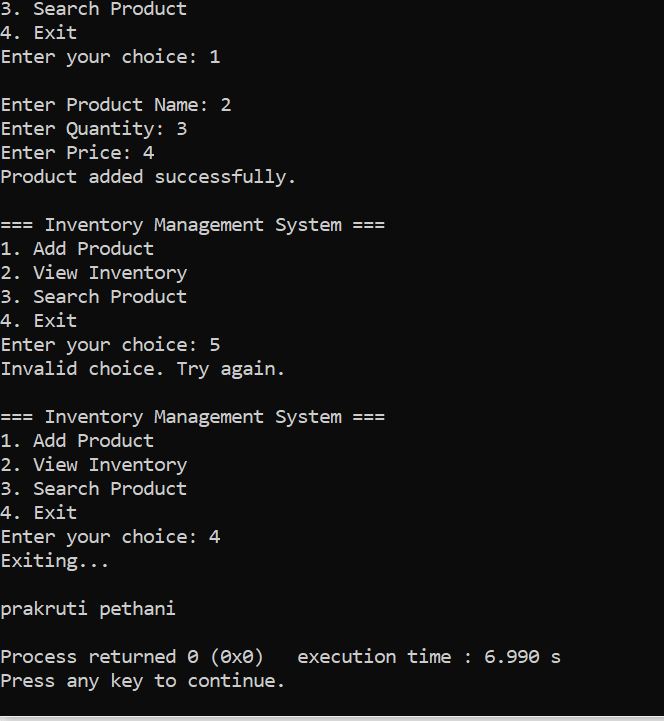 3. Search Product
4. Exit
Enter your choice: 1
Enter Product Name: 2
Enter Quantity: 3
Enter Price: 4
Product added successfully.
=== Inventory Management System ===
1. Add Product
2. View Inventory
3. Search Product
4. Exit
Enter your choice: 5
Invalid choice. Try again.
=== Inventory Management System ===
1. Add Product
2. View Inventory
3. Search Product
4. Exit
Enter your choice: 4
Exiting...
prakruti pethani
Process returned 0 (0x0)   execution time : 6.990 s
Press any key to continue.